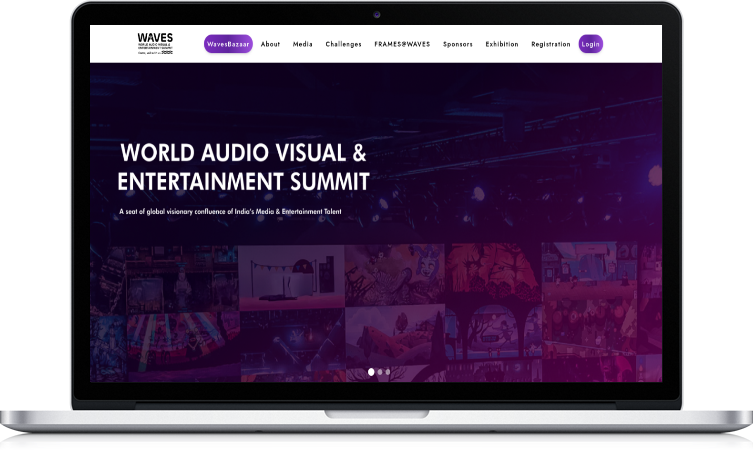 WAVES
WORLD AUDIO VISUAL &
ENTERTAINMENT SUMMIT
WavesBazaar
About
Media
Challenges
FRAMES@WAVES
Sponsors
Exhibition
Registration
Login
WORLD AUDIO VISUAL &
ENTERTAINMENT SUMMIT
A seat of global visionary confluence of India's Media & Entertainment Talent